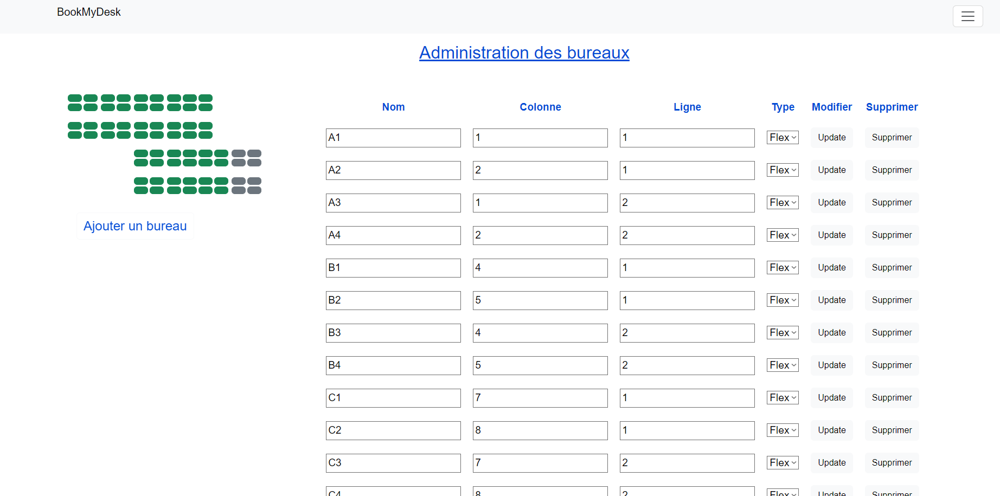 BookMyDesk
Administration des bureaux
Nom Colonne Ligne Type Modifier Supprimer
A1 1 1 Flex Update Supprimer
A2 2 1 Flex Update Supprimer
A3 1 2 Flex Update Supprimer
Ajouter un bureau
A4 2 2 Flex Update Supprimer
B1 4 1 Flex Update Supprimer
B2 5 1 Flex Update Supprimer
B3 4 2 Flex Update Supprimer
B4 5 2 Flex Update Supprimer
C1 7 1 Flex Update Supprimer
C2 8 1 Flex Update Supprimer
C3 7 2 Flex Update Supprimer
C4 8 2 Flex Update Supprimer